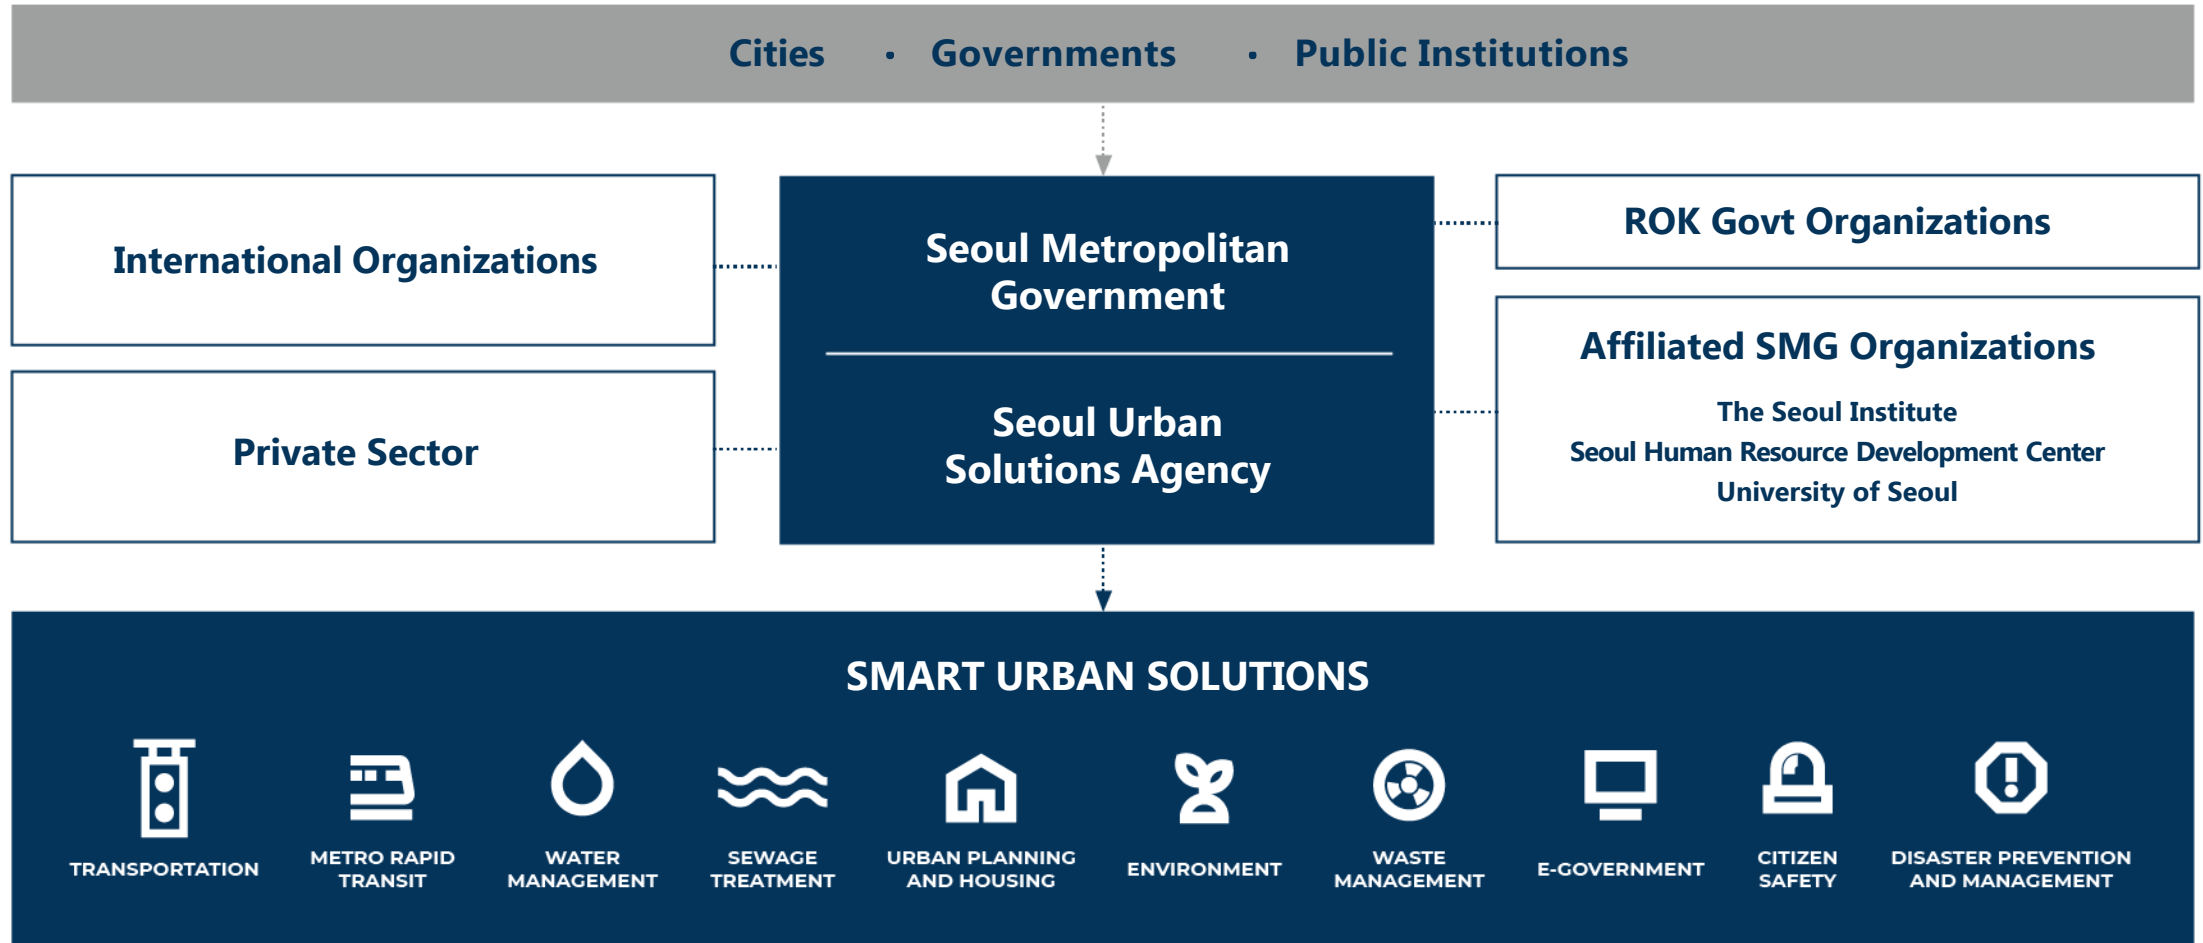 Cities · Governments · Public Institutions
International Organizations
Private Sector
Seoul Metropolitan
Government
Seoul Urban
Solutions Agency
ROK Govt Organizations
Affiliated SMG Organizations
The Seoul Institute
Seoul Human Resource Development Center
University of Seoul
SMART URBAN SOLUTIONS
TRANSPORTATION
METRO RAPID
TRANSIT
WATER
MANAGEMENT
SEWAGE
TREATMENT
URBAN PLANNING
AND HOUSING
ENVIRONMENT
WASTE
MANAGEMENT
E-GOVERNMENT
CITIZEN
SAFETY
DISASTER PREVENTION
AND MANAGEMENT